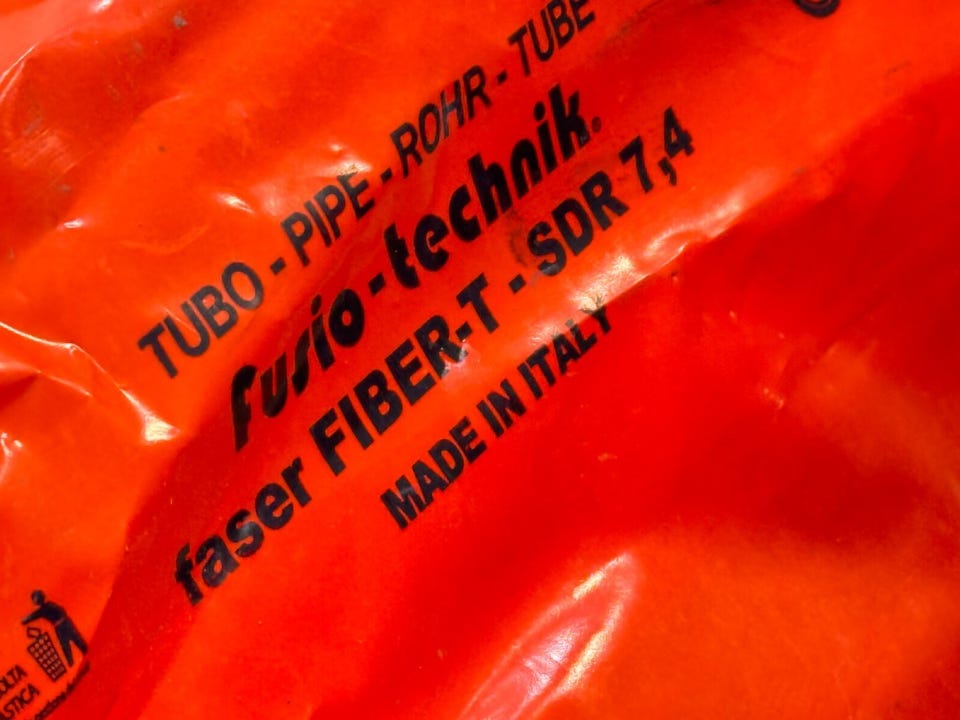 TUBO - PIPE - ROHR - TUBE
fusio-technik®
faser FIBER-T - SDR 7,4
MADE IN ITALY